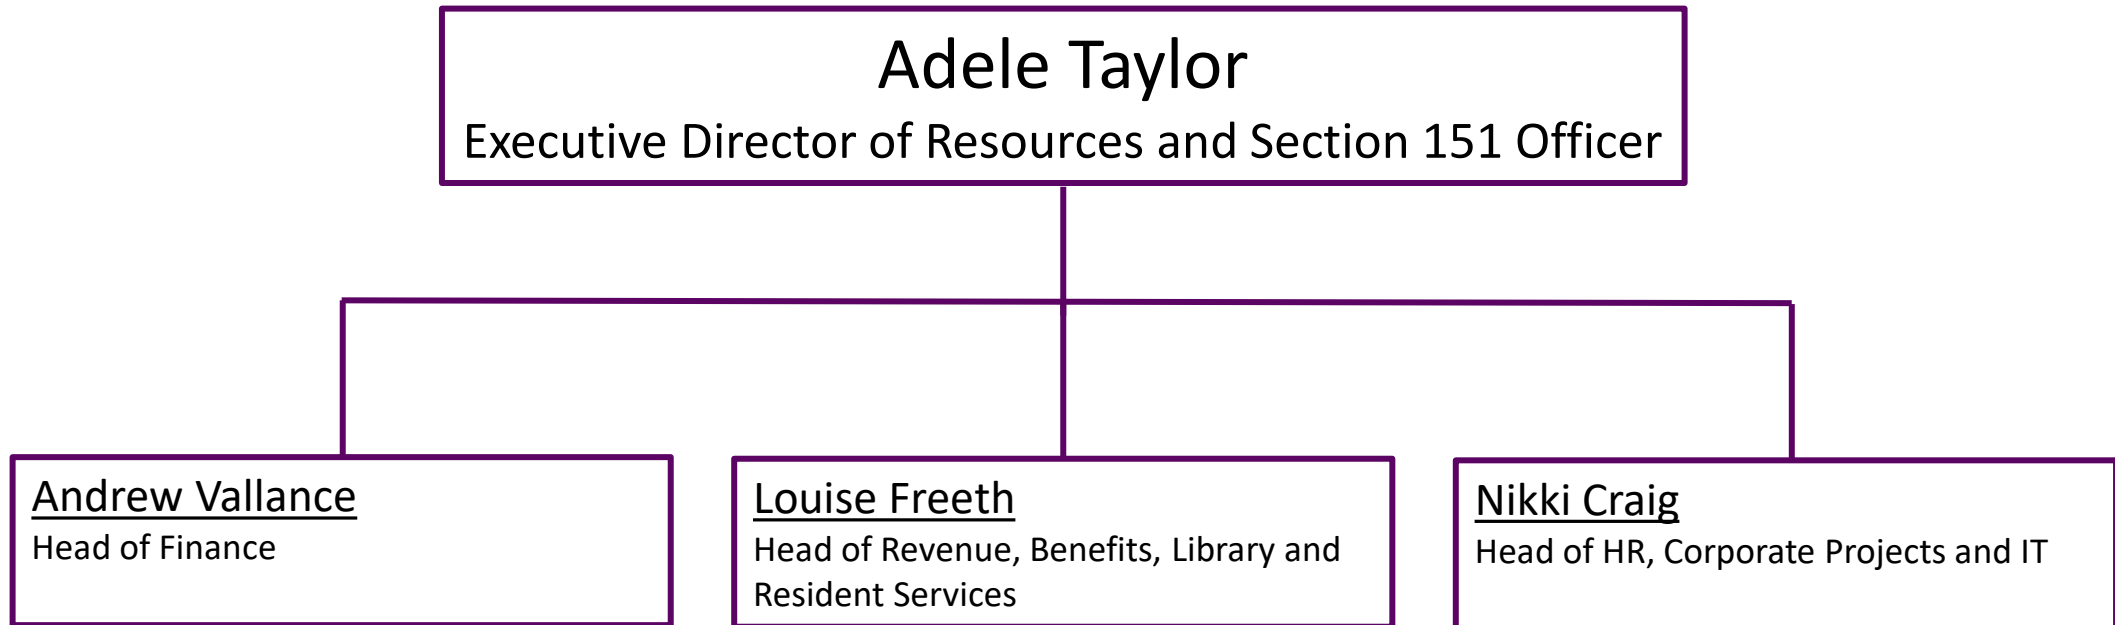 Adele Taylor
Executive Director of Resources and Section 151 Officer
Andrew Vallance
Head of Finance
Louise Freeth
Head of Revenue, Benefits, Library and
Resident Services
Nikki Craig
Head of HR, Corporate Projects and IT